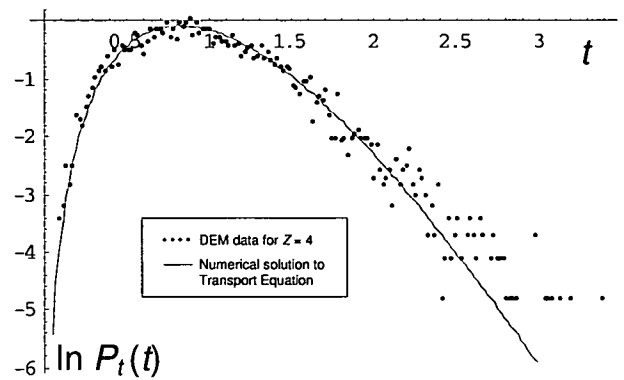 0.5 1 1.5 2 2.5 3 t
-1
-2
-3
-4
-5
-6
DEM data for Z = 4
Numerical solution to
Transport Equation
ln Pt(t)